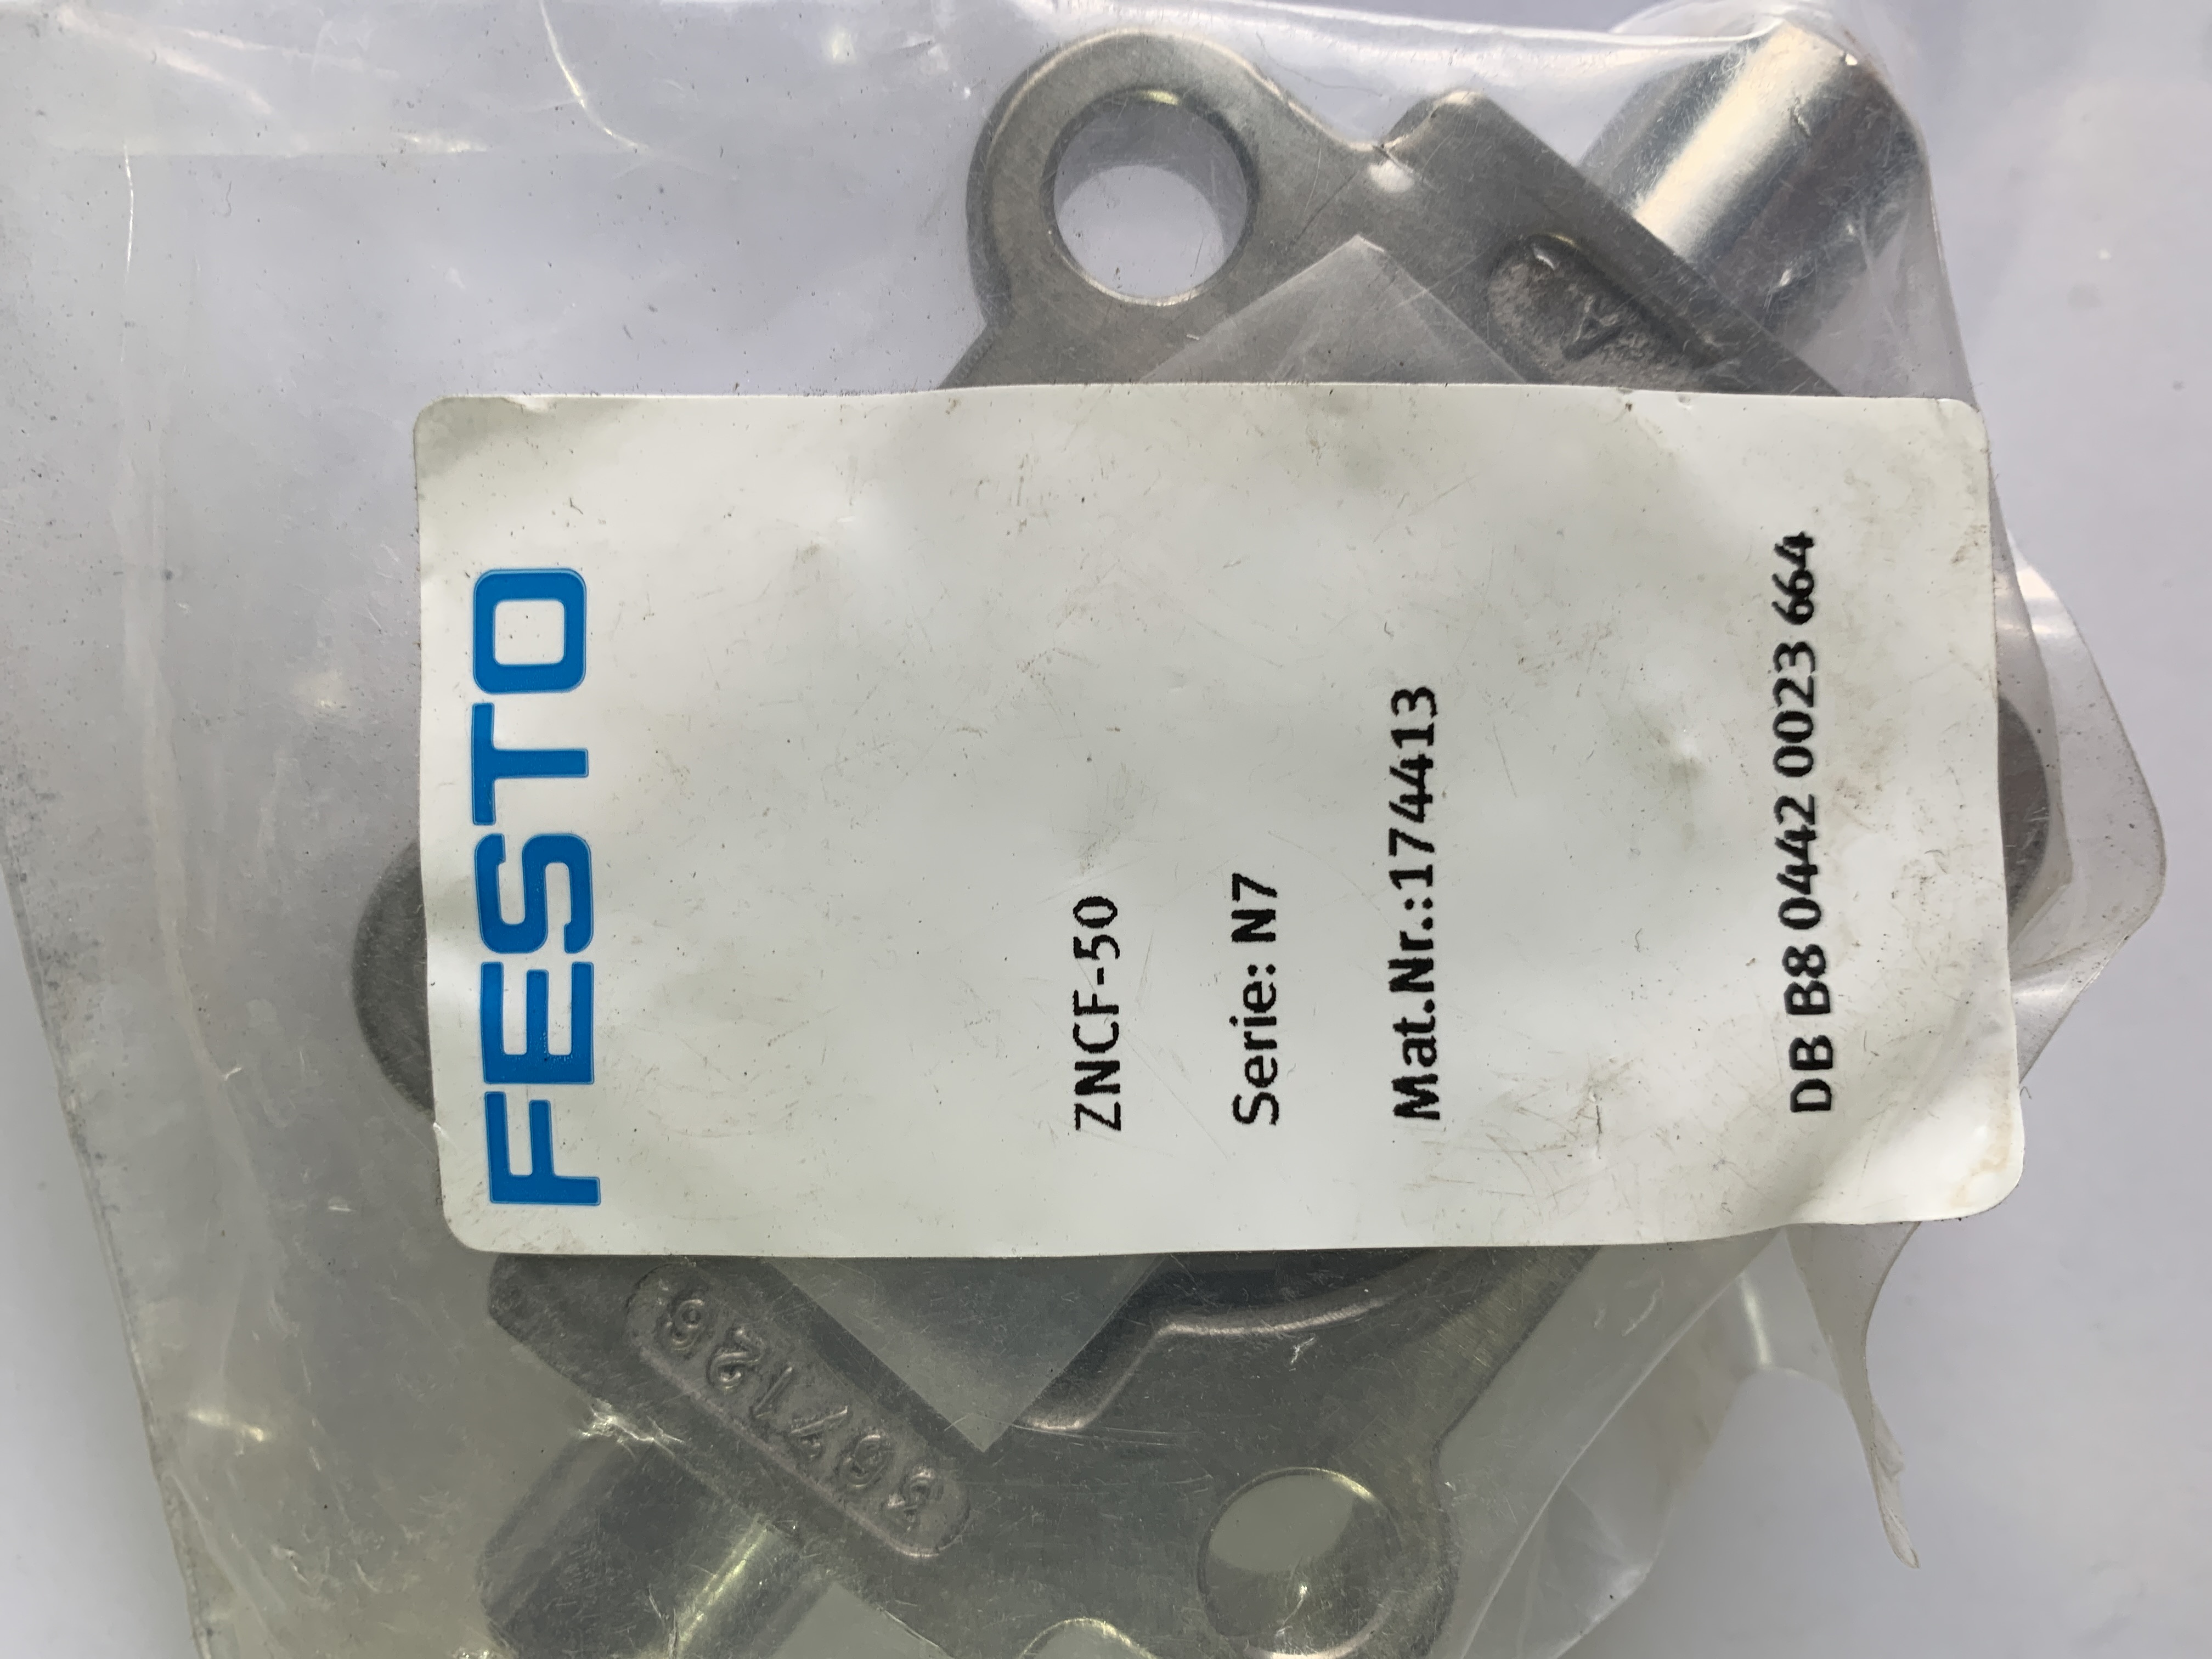 FESTO
ZNCF-50
Serie: N7
Mat.Nr.:174413
DB B8 0442 0023 664
A